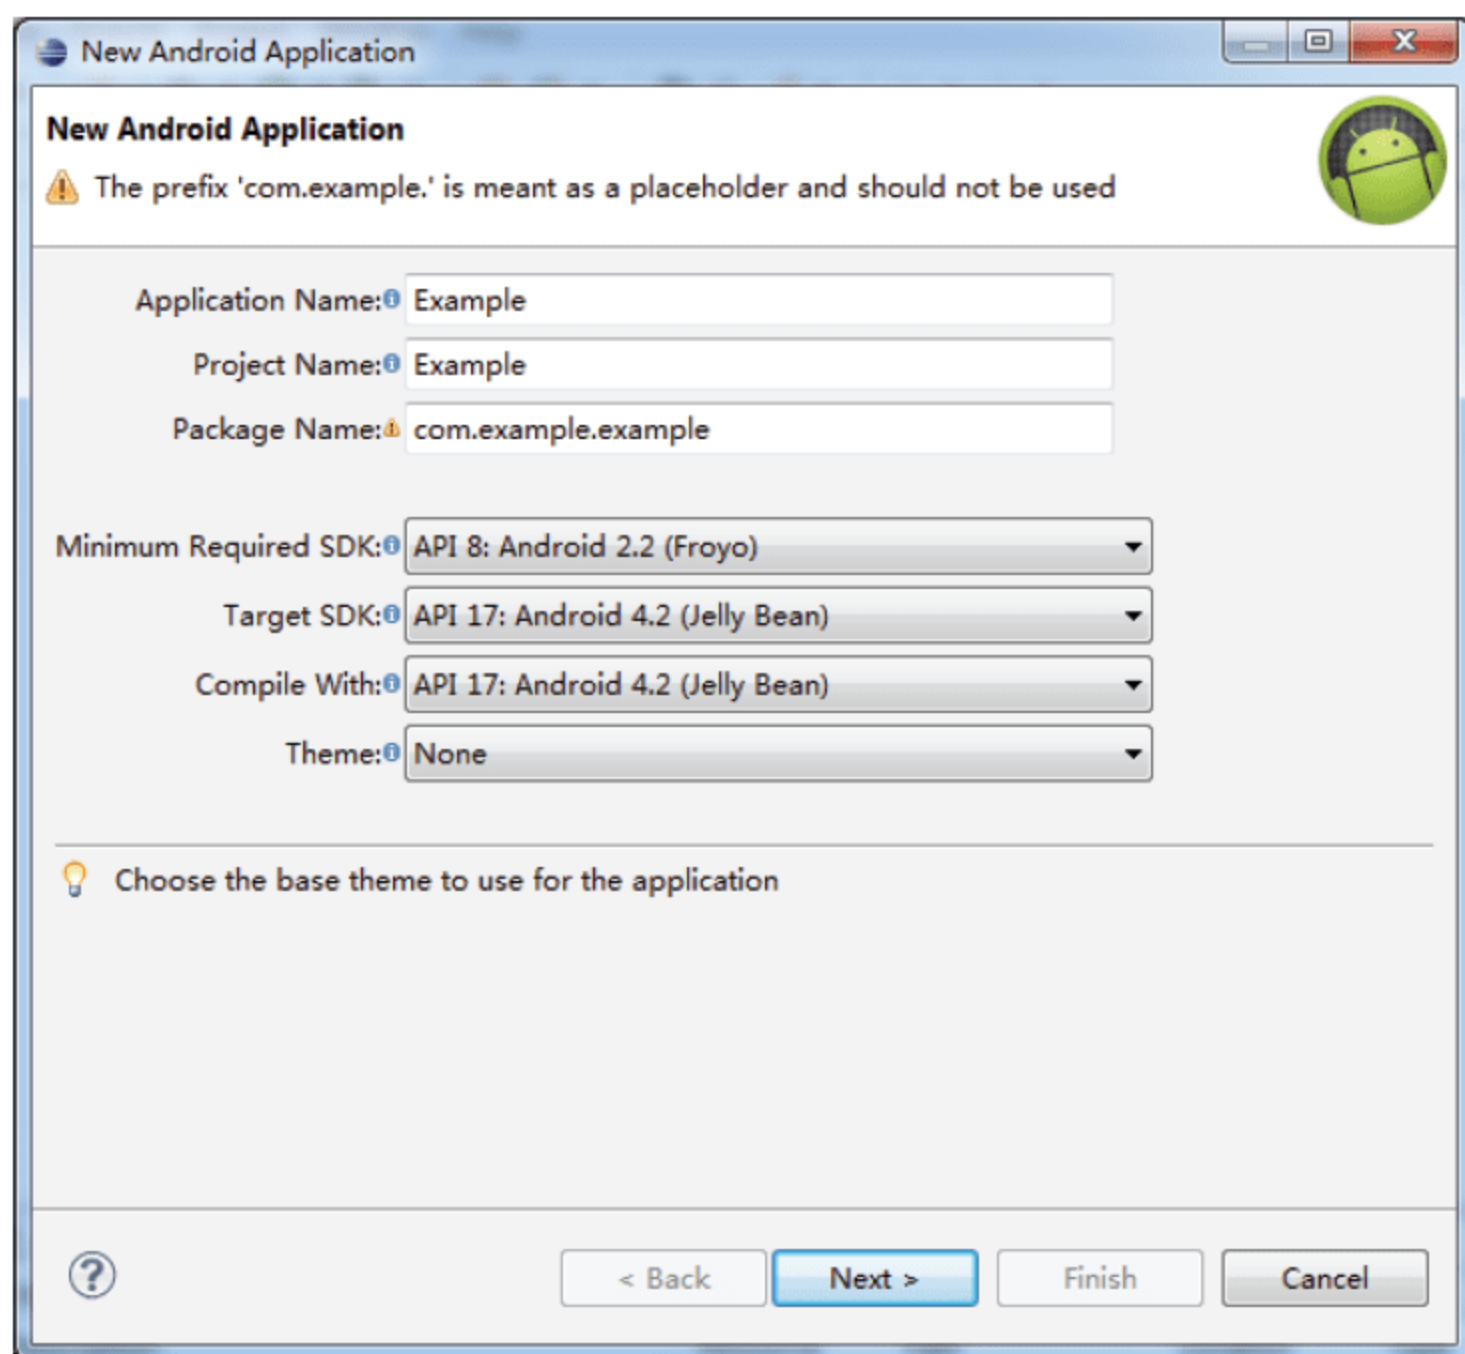 New Android Application
New Android Application
The prefix 'com.example.' is meant as a placeholder and should not be used
Application Name: Example
Project Name: Example
Package Name: com.example.example
Minimum Required SDK: API 8: Android 2.2 (Froyo)
Target SDK: API 17: Android 4.2 (Jelly Bean)
Compile With: API 17: Android 4.2 (Jelly Bean)
Theme: None
Choose the base theme to use for the application
< Back Next > Finish Cancel